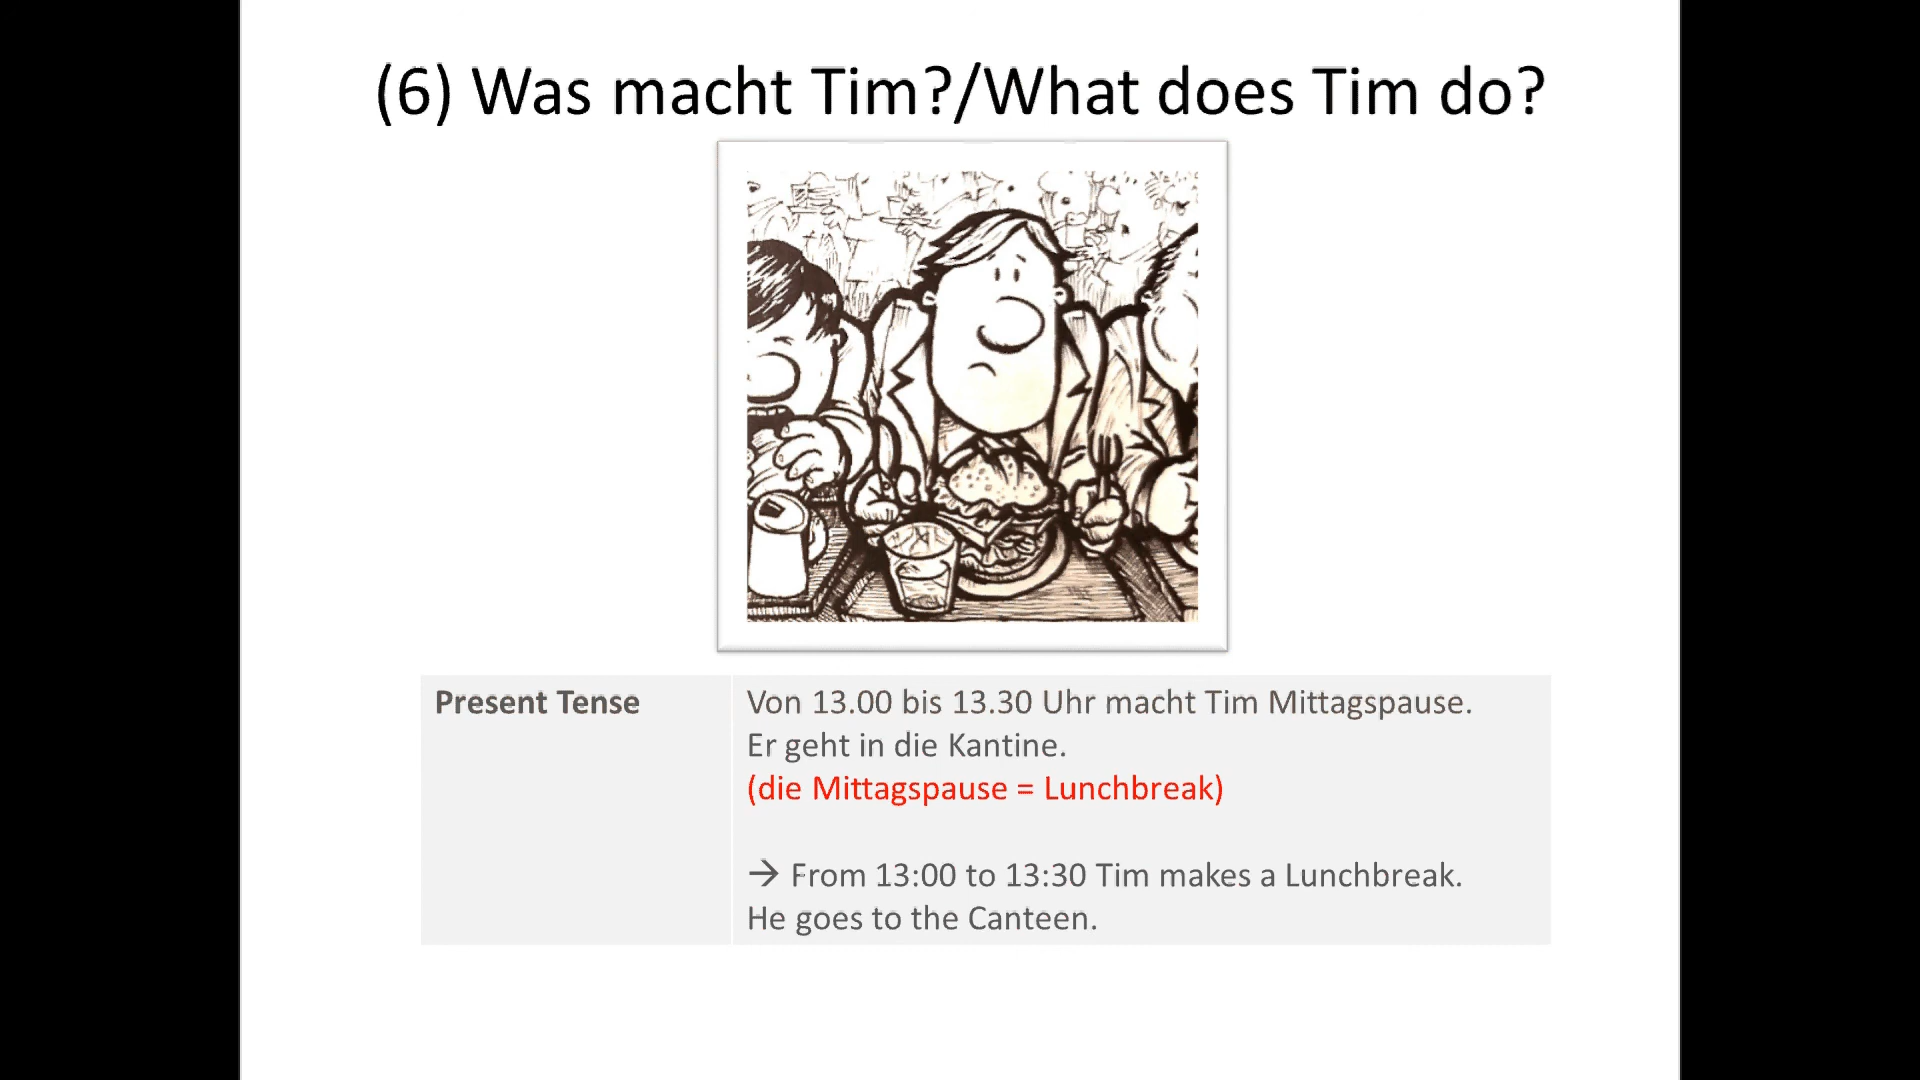 (6) Was macht Tim?/What does Tim do?
Present Tense
Von 13.00 bis 13.30 Uhr macht Tim Mittagspause.
Er geht in die Kantine.
(die Mittagspause = Lunchbreak)
→ From 13:00 to 13:30 Tim makes a Lunchbreak.
He goes to the Canteen.